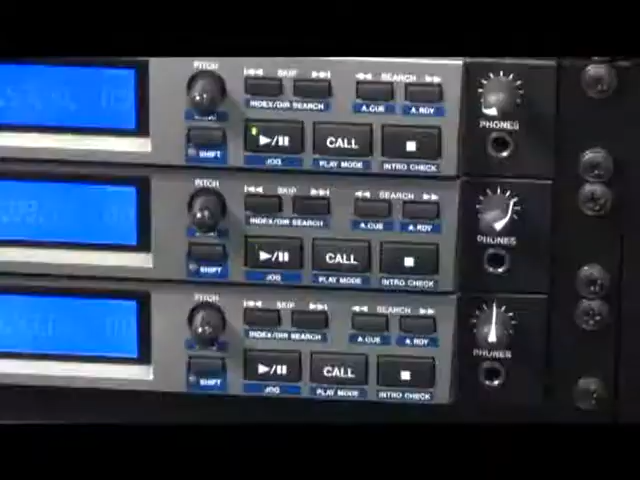 PITCH SKIP SEARCH
INDEX/DIR SEARCH A.CUE A.RDY
PHONES
CALL
SHIFT JOG PLAY MODE INTRO CHECK
PITCH SKIP SEARCH
INDEX/DIR SEARCH A.CUE A.RDY
PHONES
CALL
SHIFT JOG PLAY MODE INTRO CHECK
PITCH SKIP SEARCH
INDEX/DIR SEARCH A.CUE A.RDY
PHONES
CALL
SHIFT JOG PLAY MODE INTRO CHECK